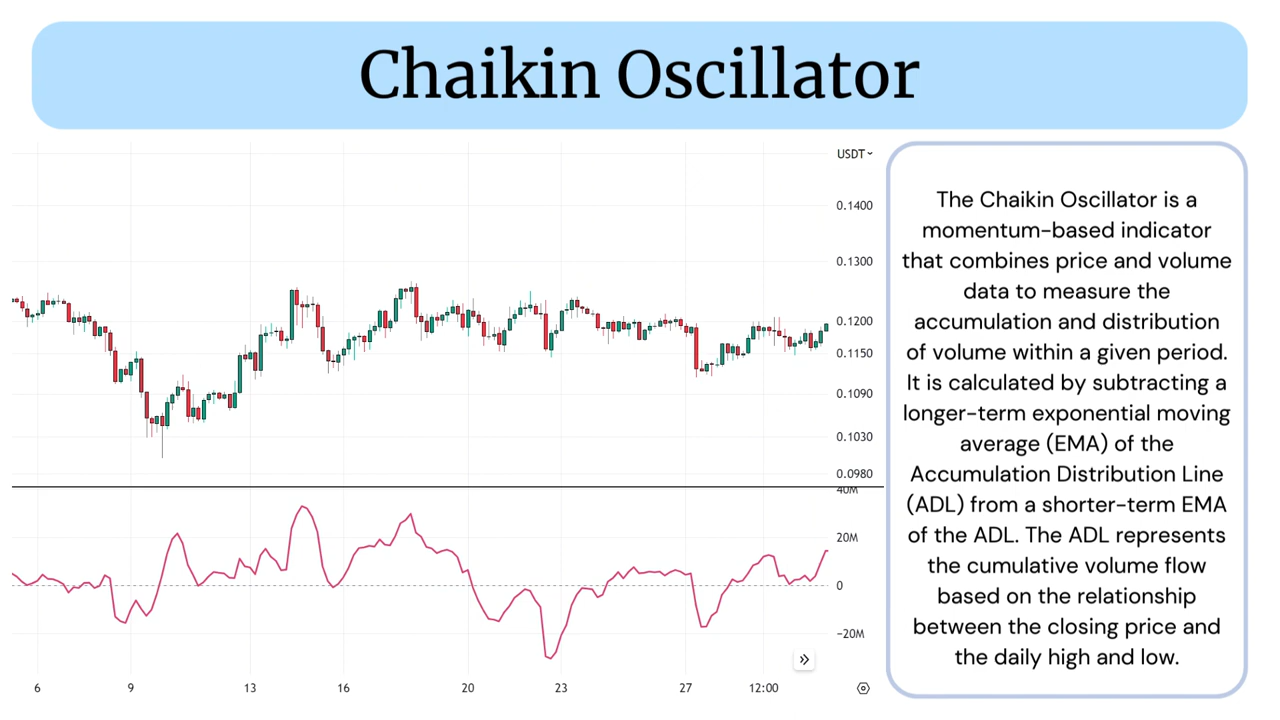 Chaikin Oscillator
USDT
0.1400
0.1300
0.1200
0.1150
0.1090
0.1030
0.0980
40M
20M
0
−20M
6 9 13 16 20 23 27 12:00
The Chaikin Oscillator is a
momentum-based indicator
that combines price and volume
data to measure the
accumulation and distribution
of volume within a given period.
It is calculated by subtracting a
longer-term exponential moving
average (EMA) of the
Accumulation Distribution Line
(ADL) from a shorter-term EMA
of the ADL. The ADL represents
the cumulative volume flow
based on the relationship
between the closing price and
the daily high and low.